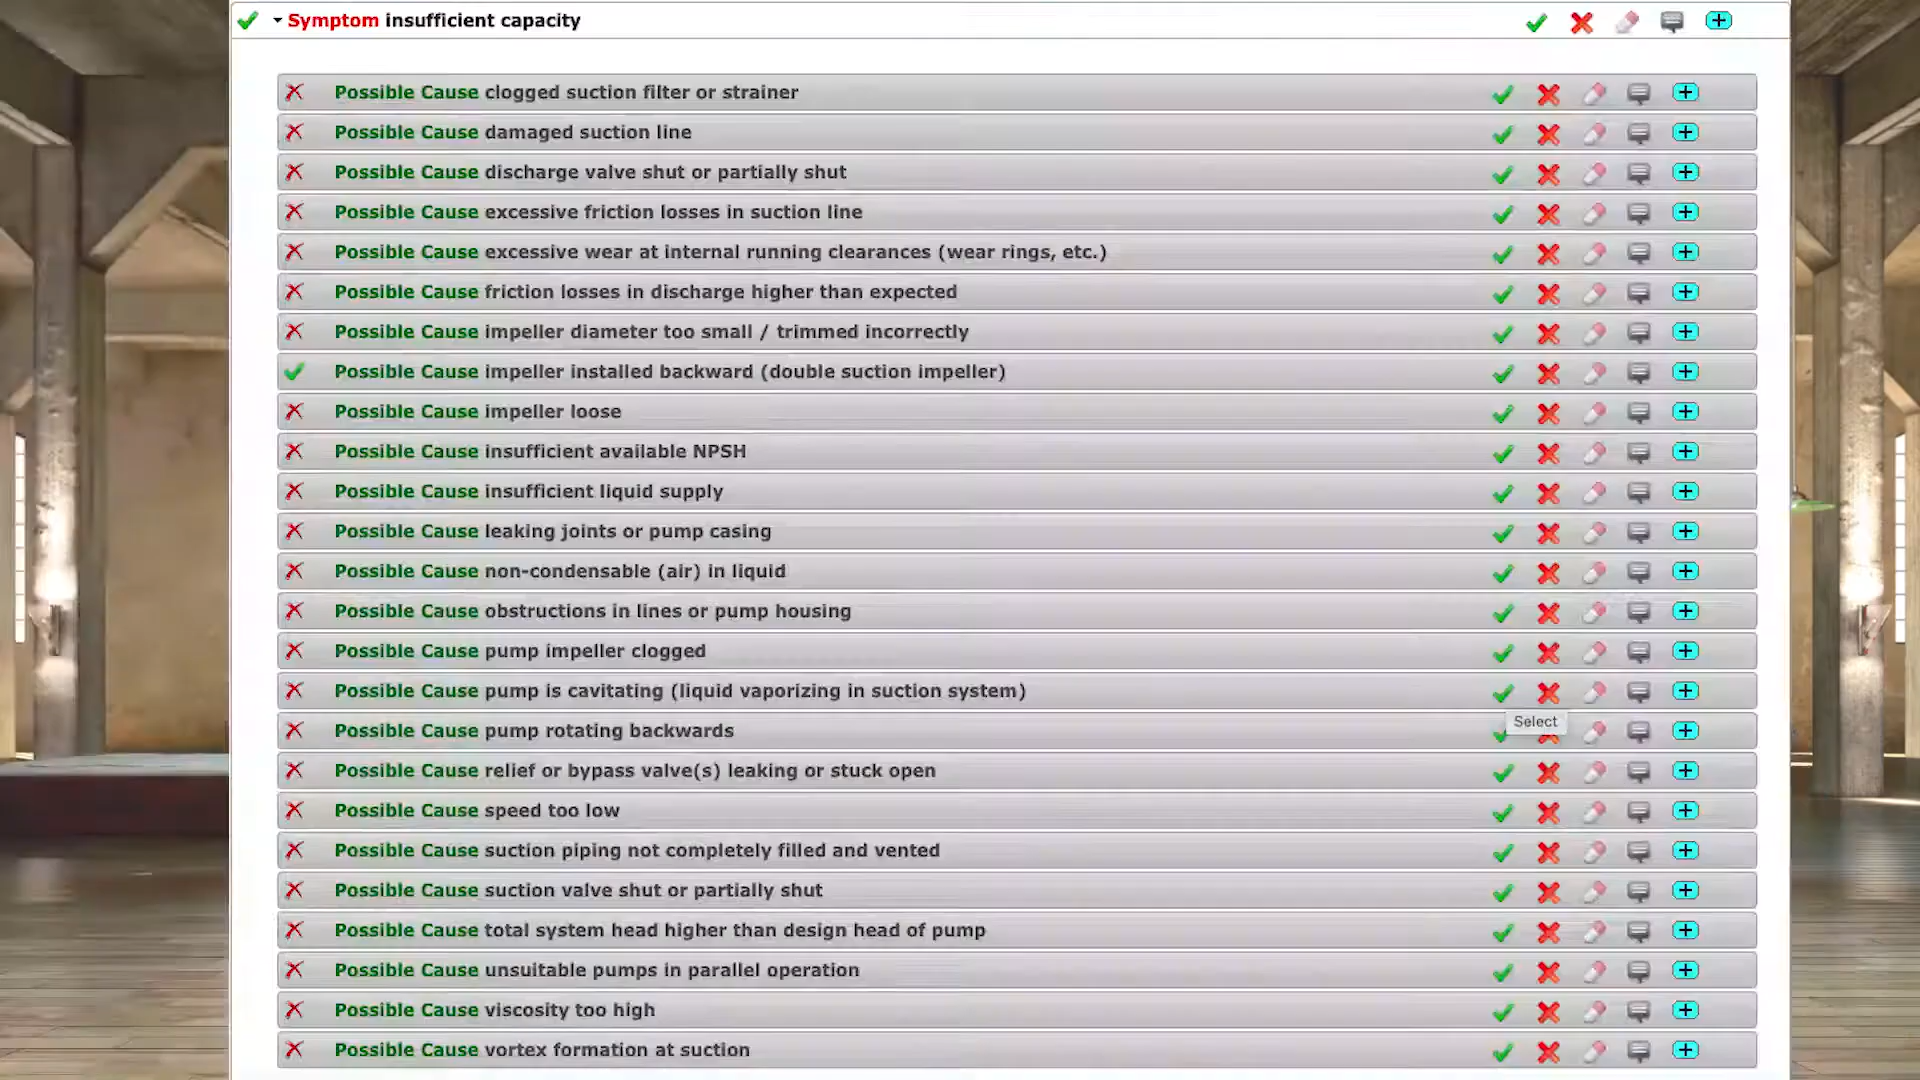 Symptom insufficient capacity
Possible Cause clogged suction filter or strainer
Possible Cause damaged suction line
Possible Cause discharge valve shut or partially shut
Possible Cause excessive friction losses in suction line
Possible Cause excessive wear at internal running clearances (wear rings, etc.)
Possible Cause friction losses in discharge higher than expected
Possible Cause impeller diameter too small / trimmed incorrectly
Possible Cause impeller installed backward (double suction impeller)
Possible Cause impeller loose
Possible Cause insufficient available NPSH
Possible Cause insufficient liquid supply
Possible Cause leaking joints or pump casing
Possible Cause non-condensable (air) in liquid
Possible Cause obstructions in lines or pump housing
Possible Cause pump impeller clogged
Possible Cause pump is cavitating (liquid vaporizing in suction system)
Select
Possible Cause pump rotating backwards
Possible Cause relief or bypass valve(s) leaking or stuck open
Possible Cause speed too low
Possible Cause suction piping not completely filled and vented
Possible Cause suction valve shut or partially shut
Possible Cause total system head higher than design head of pump
Possible Cause unsuitable pumps in parallel operation
Possible Cause viscosity too high
Possible Cause vortex formation at suction